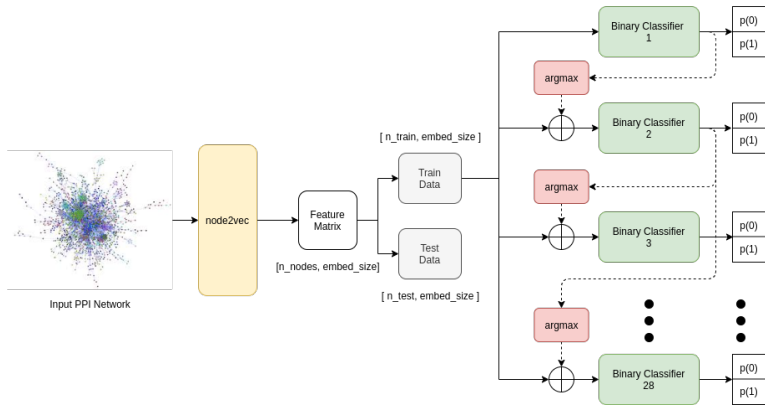 Input PPI Network
node2vec
Feature
Matrix
[n_nodes, embed_size]
[ n_train, embed_size ]
Train
Data
Test
Data
[ n_test, embed_size ]
Binary Classifier
1
p(0)
p(1)
argmax
Binary Classifier
2
p(0)
p(1)
argmax
Binary Classifier
3
p(0)
p(1)
argmax
Binary Classifier
28
p(0)
p(1)